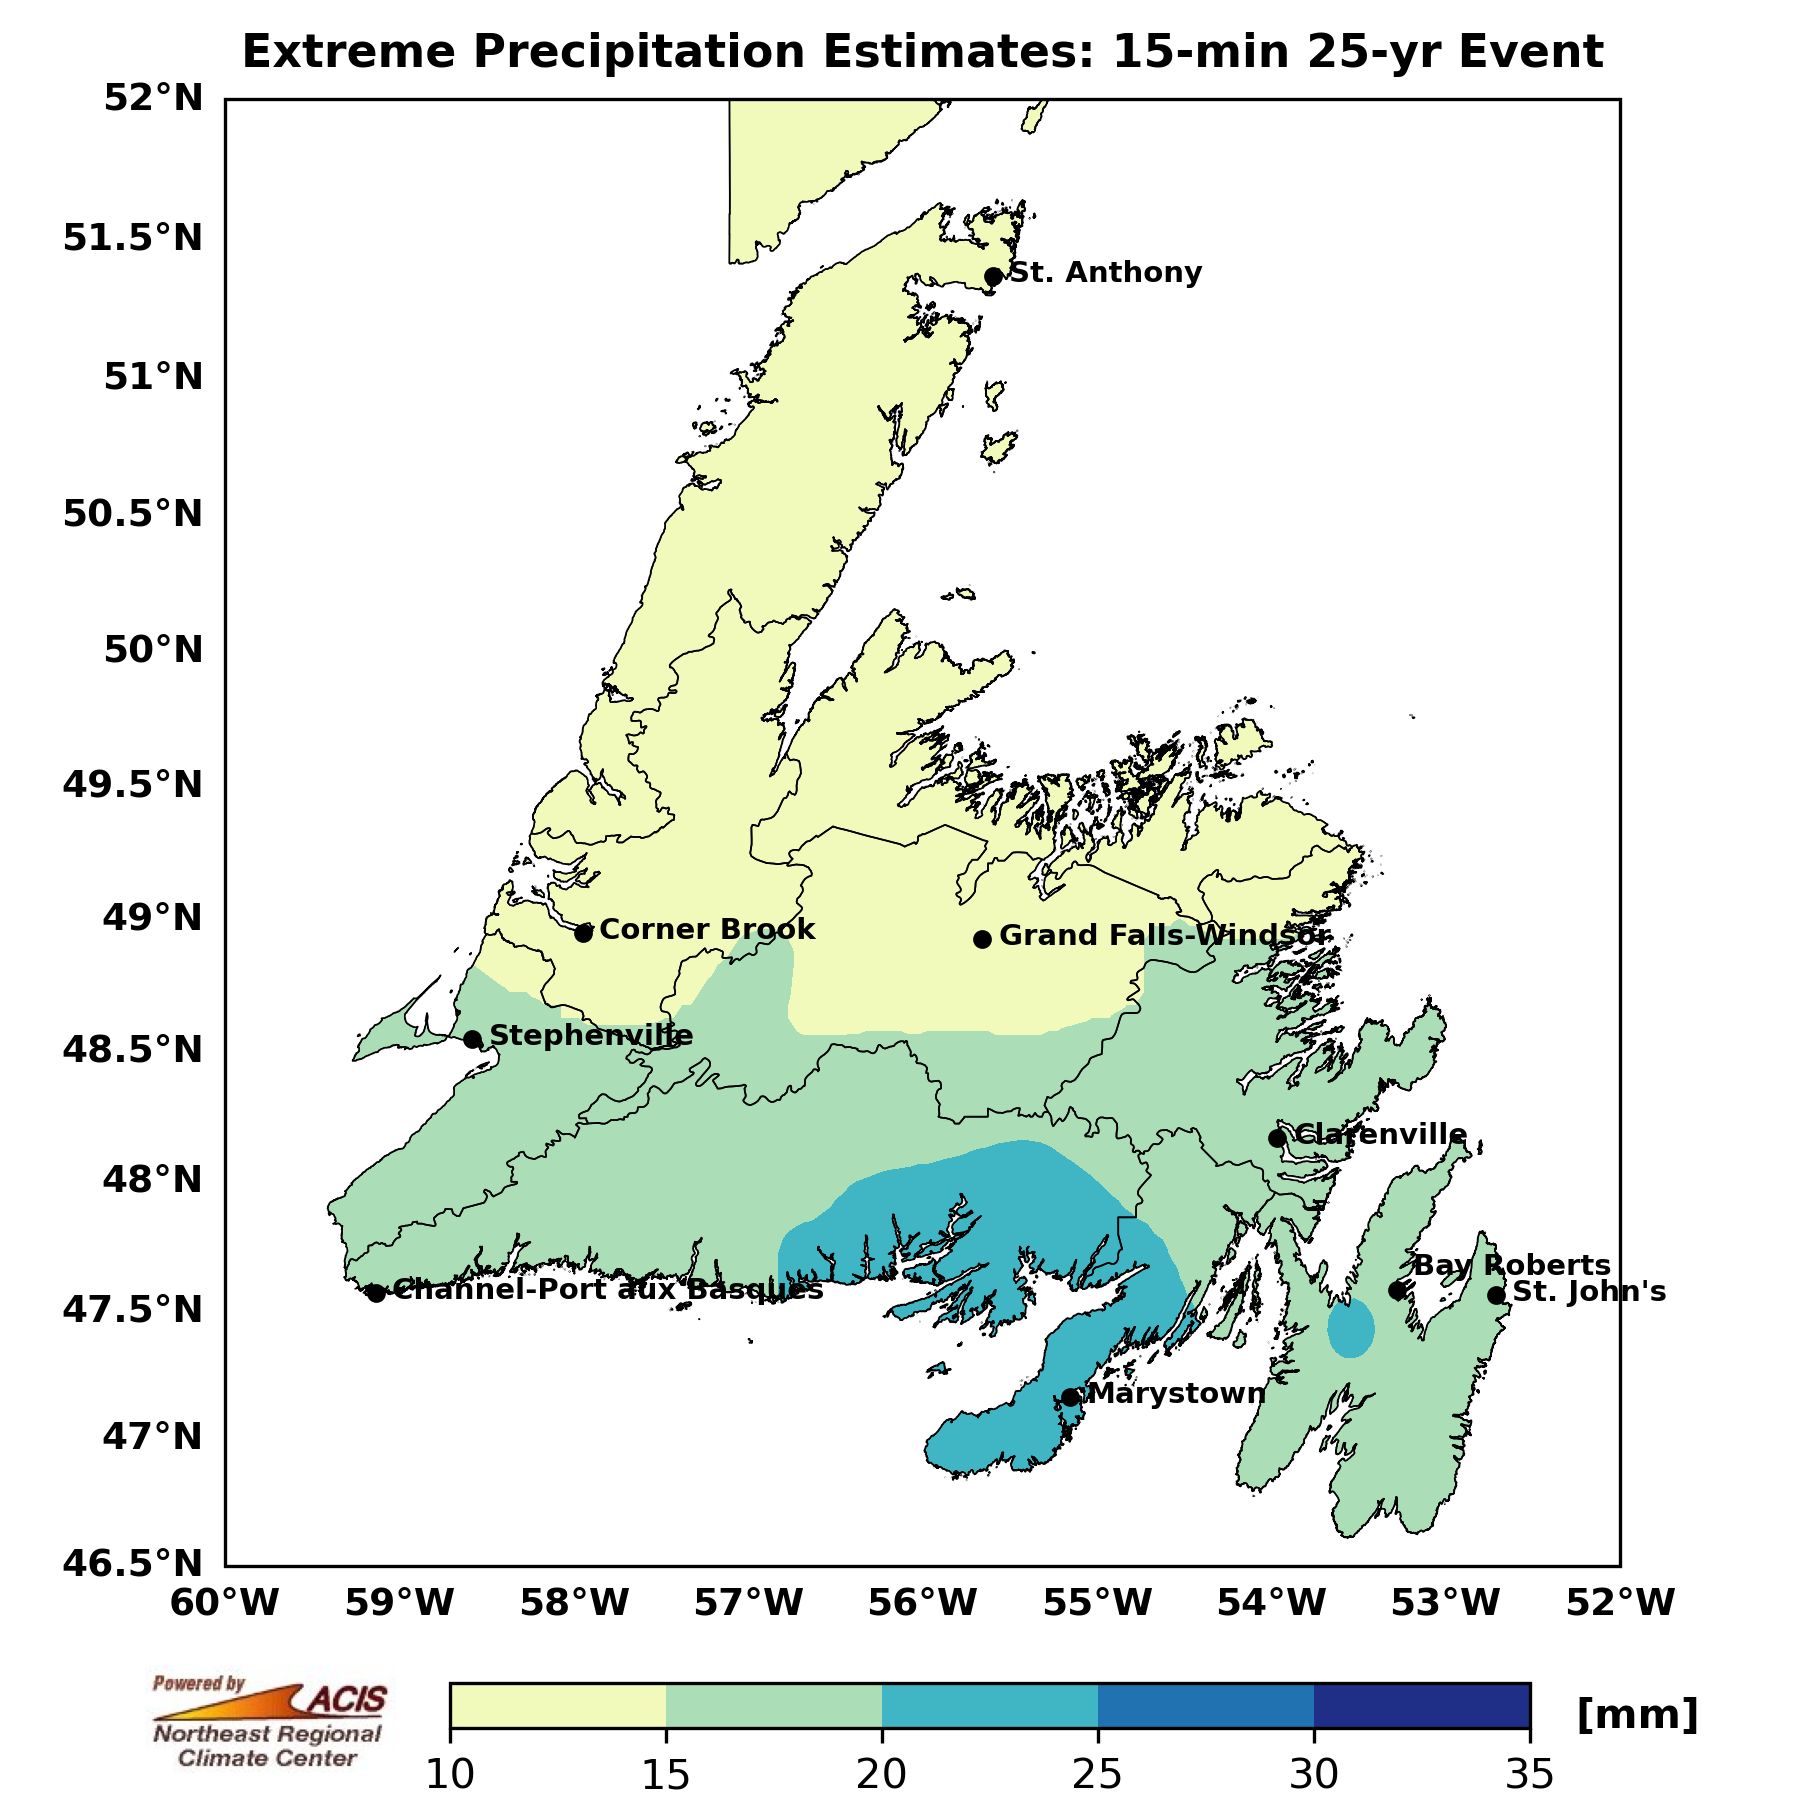 Extreme Precipitation Estimates: 15-min 25-yr Event
52°N
51.5°N
St. Anthony
51°N
50.5°N
50°N
49.5°N
49°N
Corner Brook
Grand Falls-Windsor
48.5°N
Stephenville
Clarenville
48°N
Bay Roberts
St. John's
Channel-Port aux Basques
47.5°N
Marystown
47°N
46.5°N
60°W 59°W 58°W 57°W 56°W 55°W 54°W 53°W 52°W
Powered by
ACIS
Northeast Regional
Climate Center
[mm]
10 15 20 25 30 35